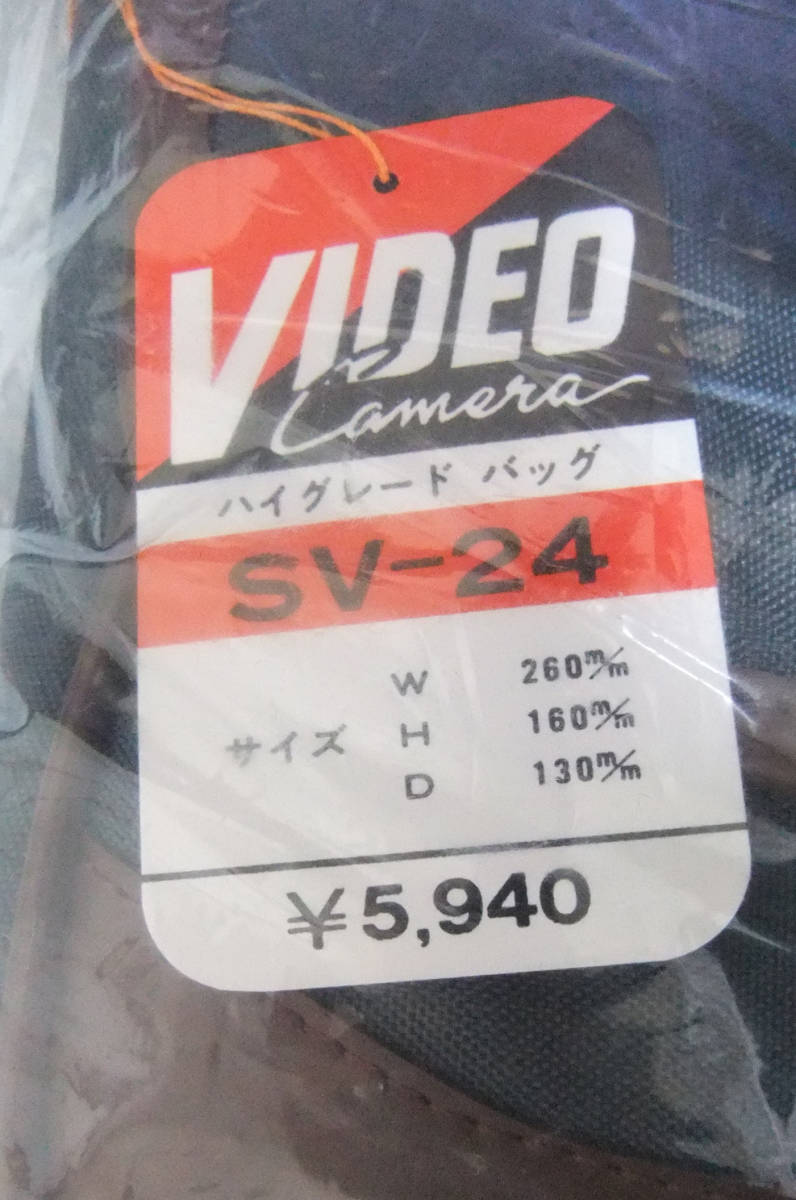 VIDEO
Camera
ハイグレード バッグ
SV-24
サイズ
W 260m/m
H 160m/m
D 130m/m
¥5,940